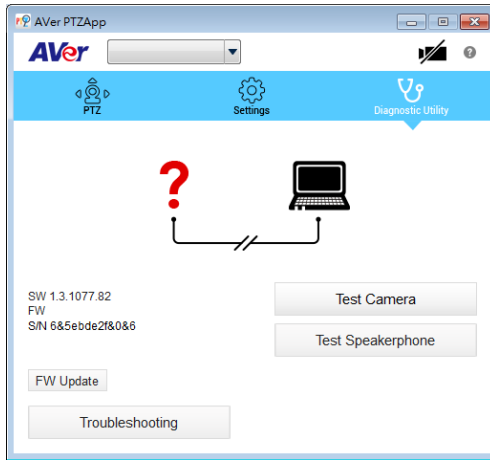 AVer PTZApp
AVer
?
PTZ
Settings
Diagnostic Utility
?
SW 1.3.1077.82
FW
S/N 6&5ebde2f&0&6
Test Camera
Test Speakerphone
FW Update
Troubleshooting